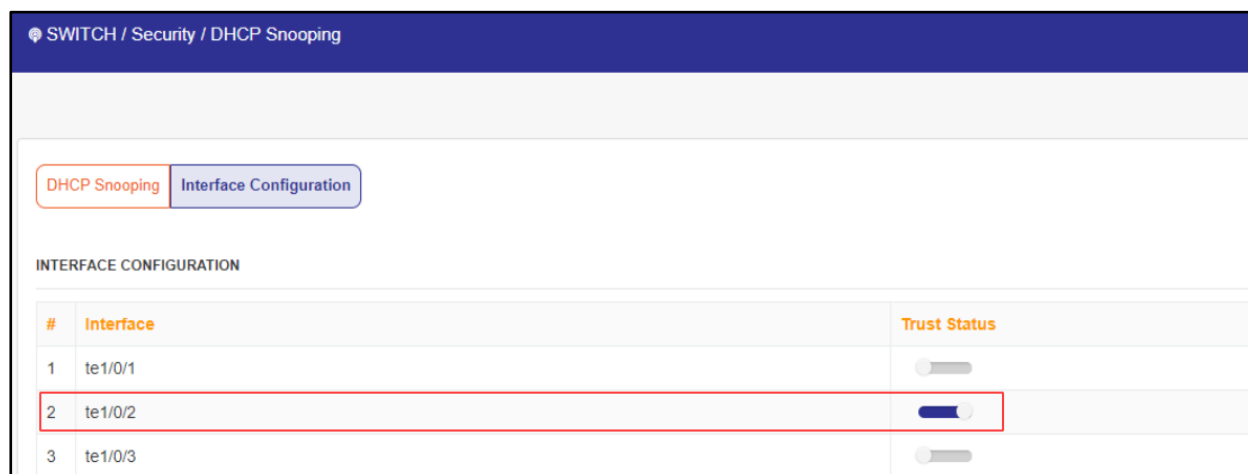 SWITCH / Security / DHCP Snooping
DHCP Snooping Interface Configuration
INTERFACE CONFIGURATION
# Interface Trust Status
1 te1/0/1
2 te1/0/2
3 te1/0/3